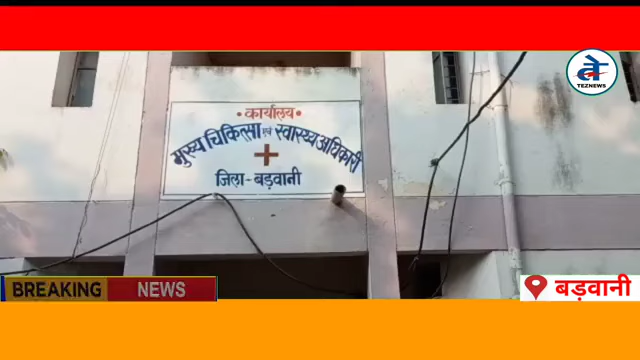 TEZNEWS
• कार्यालय •
मुख्य चिकित्सा एवं स्वास्थ्य अधिकारी
जिला - बड़वानी
BREAKING NEWS
बड़वानी